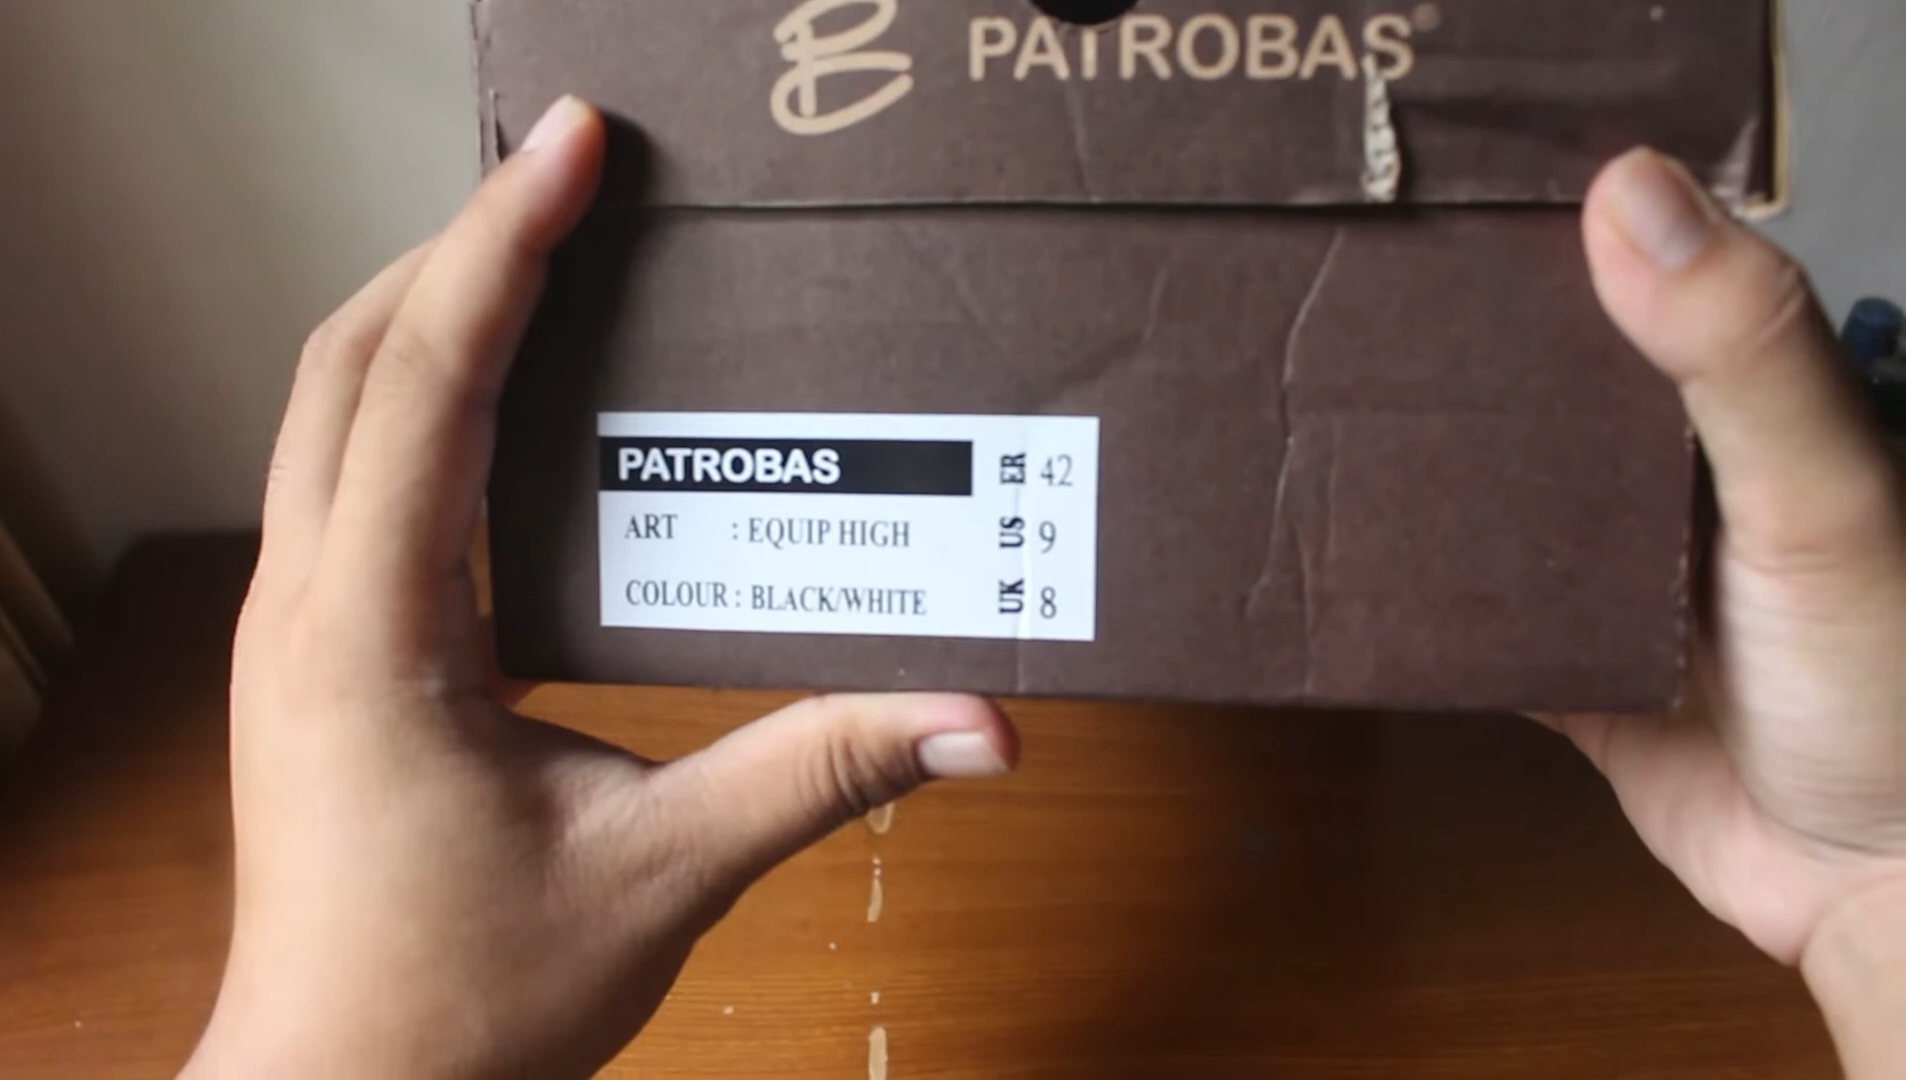 B PATROBAS®
PATROBAS
ART : EQUIP HIGH
COLOUR : BLACK/WHITE
ER 42
US 9
UK 8